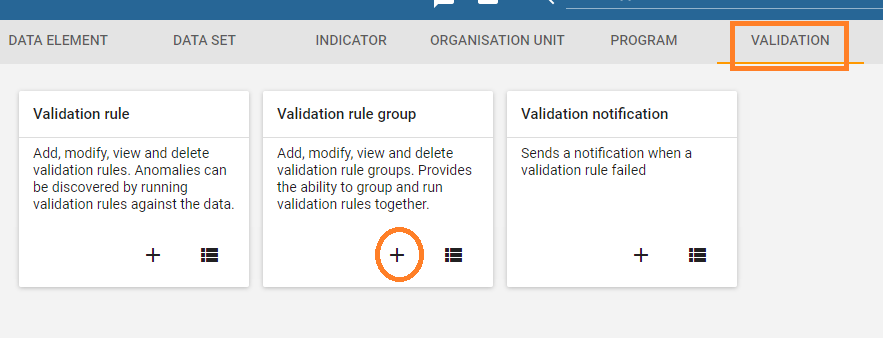 DATA ELEMENT DATA SET INDICATOR ORGANISATION UNIT PROGRAM VALIDATION
Validation rule
Add, modify, view and delete
validation rules. Anomalies can
be discovered by running
validation rules against the data.
Validation rule group
Add, modify, view and delete
validation rule groups. Provides
the ability to group and run
validation rules together.
Validation notification
Sends a notification when a
validation rule failed